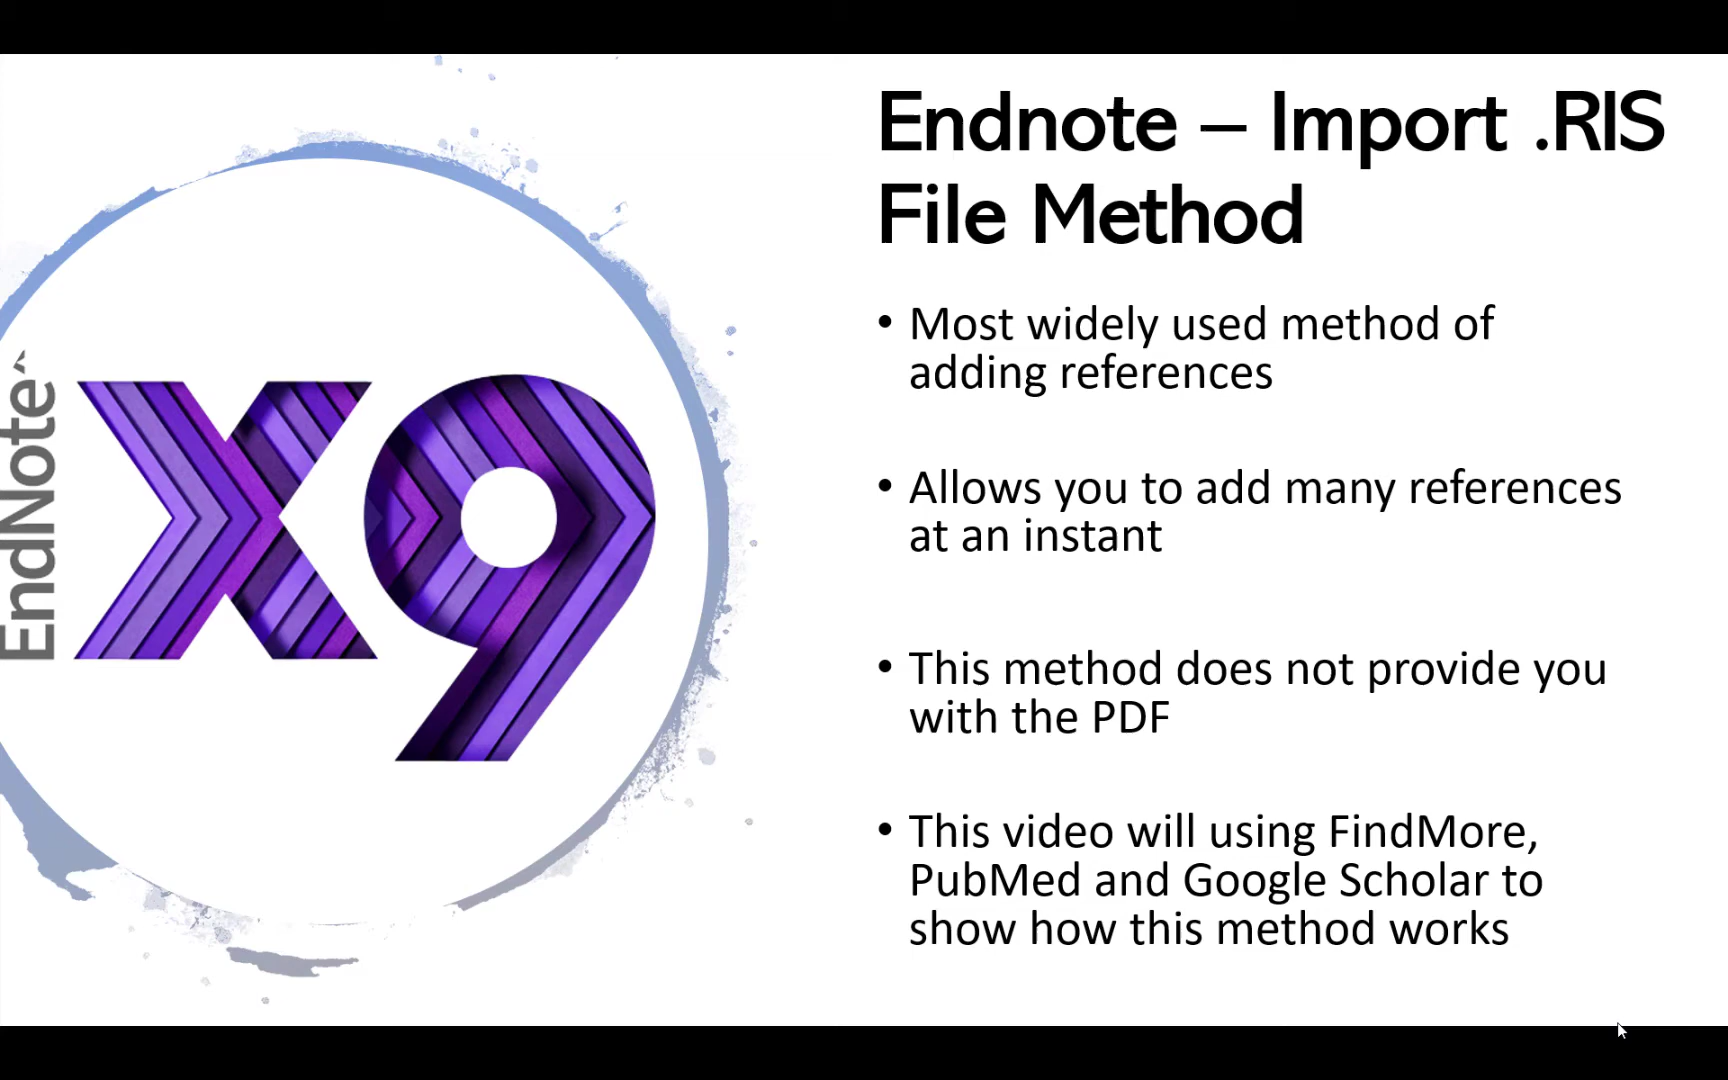 Endnote – Import .RIS
File Method
• Most widely used method of
adding references
• Allows you to add many references
at an instant
• This method does not provide you
with the PDF
• This video will using FindMore,
PubMed and Google Scholar to
show how this method works
EndNote
X9